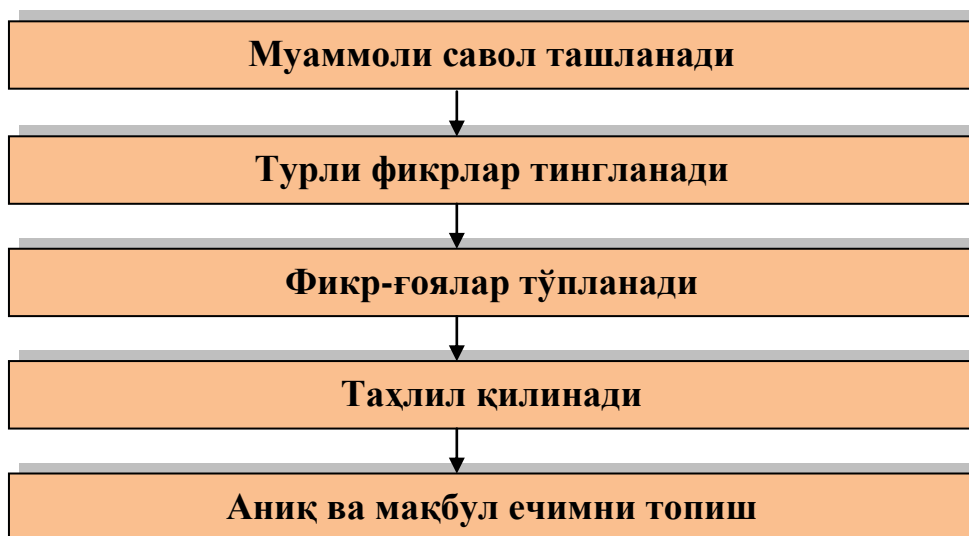 Муаммоли савол ташланади
Турли фикрлар тингланади
Фикр-ғоялар тўпланади
Таҳлил қилинади
Аниқ ва мақбул ечимни топиш